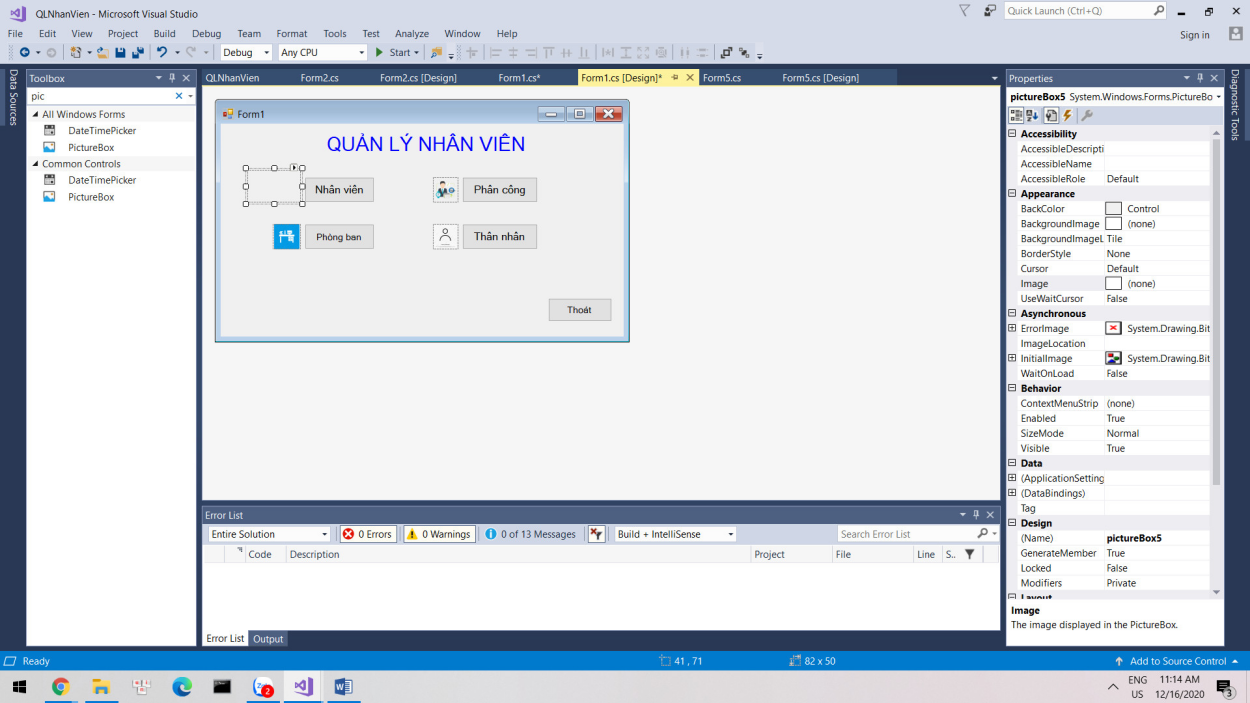 QLNhanVien - Microsoft Visual Studio
Quick Launch (Ctrl+Q)
File Edit View Project Build Debug Team Format Tools Test Analyze Window Help
Sign in
Debug Any CPU Start
Data Sources
Toolbox
pic
All Windows Forms
DateTimePicker
PictureBox
Common Controls
DateTimePicker
PictureBox
QLNhanVien Form2.cs Form2.cs [Design] Form1.cs* Form1.cs [Design]* Form5.cs Form5.cs [Design]
Form1
QUẢN LÝ NHÂN VIÊN
Nhân viên Phân công
Phòng ban Thân nhân
Thoát
Error List
Entire Solution 0 Errors 0 Warnings 0 of 13 Messages Build + IntelliSense Search Error List
Code Description Project File Line S..
Error List Output
Properties
pictureBox5 System.Windows.Forms.PictureBo
Accessibility
AccessibleDescripti
AccessibleName
AccessibleRole Default
Appearance
BackColor Control
BackgroundImage (none)
BackgroundImageL Tile
BorderStyle None
Cursor Default
Image (none)
UseWaitCursor False
Asynchronous
ErrorImage System.Drawing.Bit
ImageLocation
InitialImage System.Drawing.Bit
WaitOnLoad False
Behavior
ContextMenuStrip (none)
Enabled True
SizeMode Normal
Visible True
Data
(ApplicationSetting
(DataBindings)
Tag
Design
(Name) pictureBox5
GenerateMember True
Locked False
Modifiers Private
Layout
Image
The image displayed in the PictureBox.
Diagnostic Tools
Ready 41 , 71 82 x 50 Add to Source Control
2
ENG 11:14 AM
US 12/16/2020 3